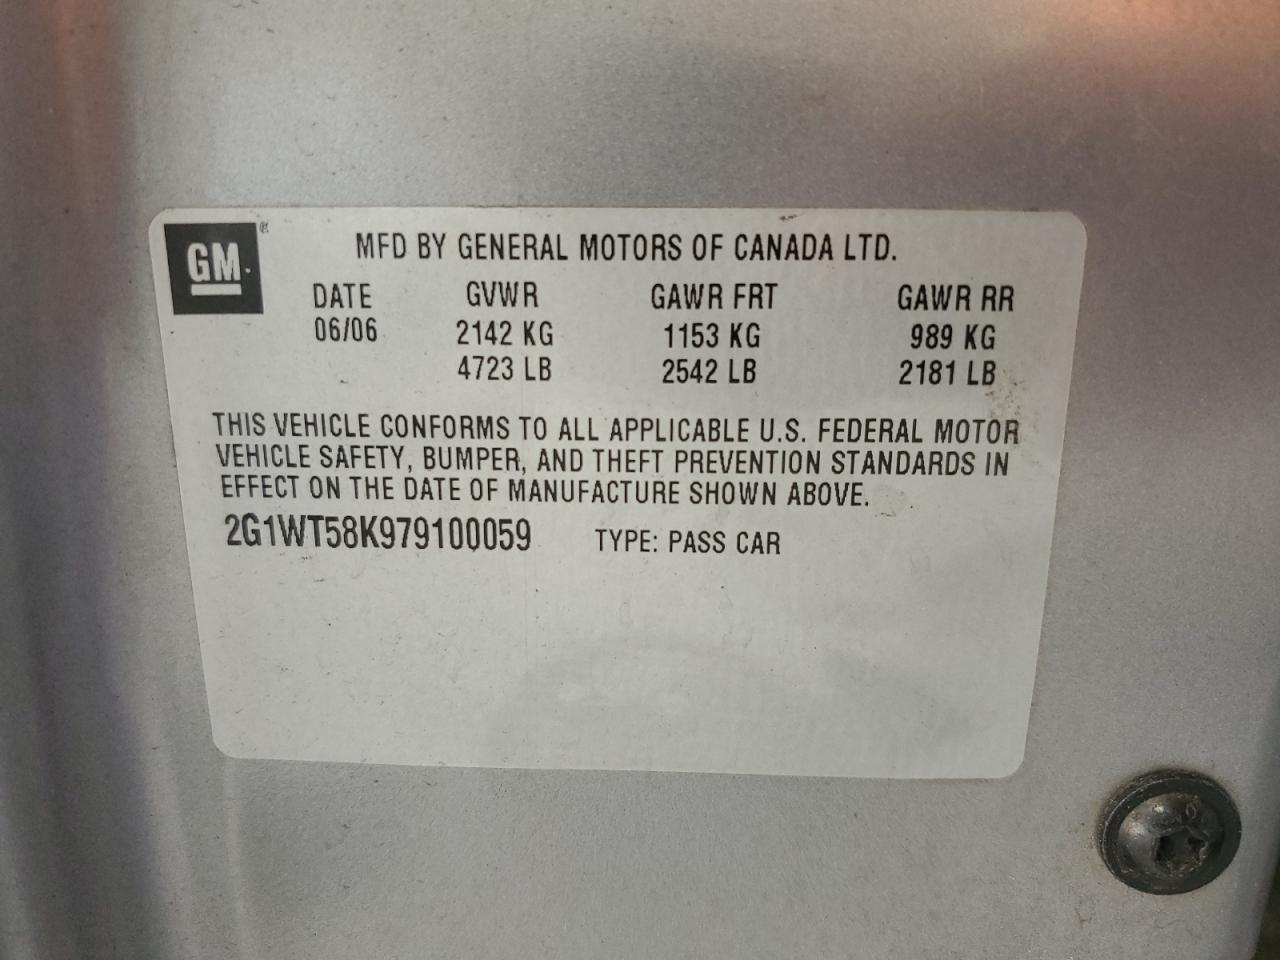 GM ®
MFD BY GENERAL MOTORS OF CANADA LTD.
DATE GVWR GAWR FRT GAWR RR
06/06 2142 KG 1153 KG 989 KG
4723 LB 2542 LB 2181 LB
THIS VEHICLE CONFORMS TO ALL APPLICABLE U.S. FEDERAL MOTOR
VEHICLE SAFETY, BUMPER, AND THEFT PREVENTION STANDARDS IN
EFFECT ON THE DATE OF MANUFACTURE SHOWN ABOVE.
2G1WT58K979100059 TYPE: PASS CAR